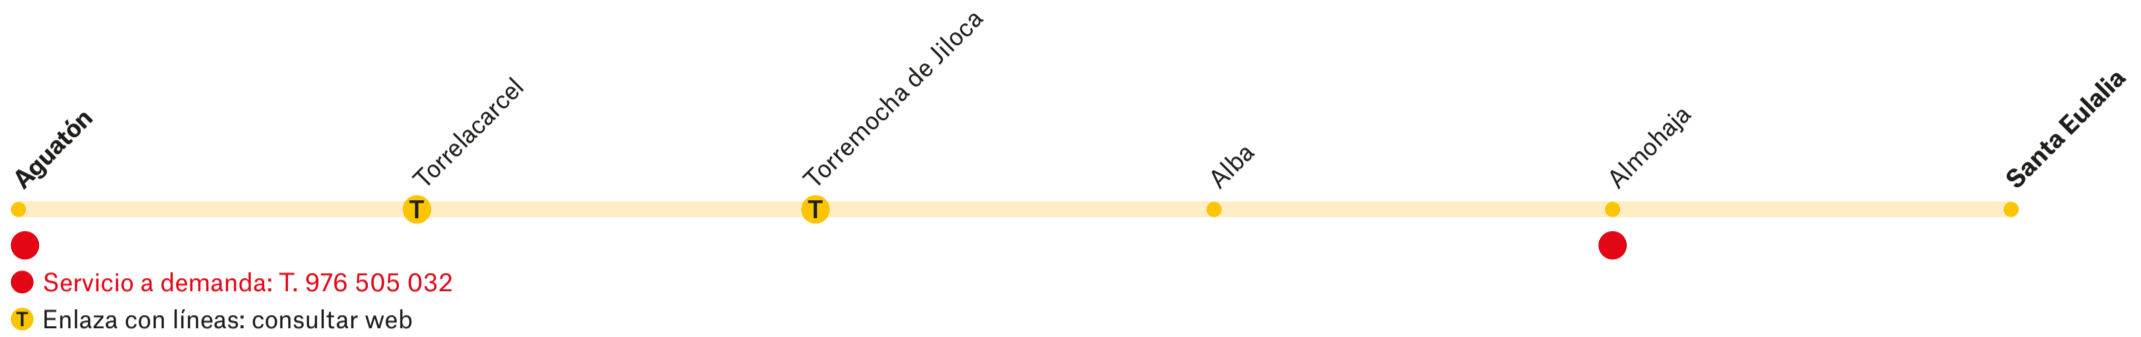 Aguatón
Torrelacarcel
Torremocha de Jiloca
Alba
Almohaja
Santa Eulalia
T
T
Servicio a demanda: T. 976 505 032
T Enlaza con líneas: consultar web